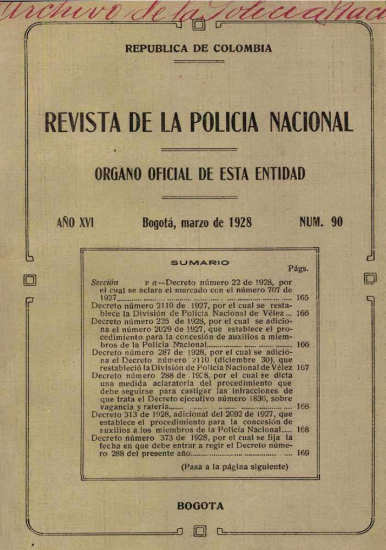 Archivo de la Policia Nacio
REPUBLICA DE COLOMBIA
REVISTA DE LA POLICIA NACIONAL
ORGANO OFICIAL DE ESTA ENTIDAD
AÑO XVI Bogotá, marzo de 1928 NUM. 90
SUMARIO
Págs.
Sección—Decreto número 22 de 1928, por
el cual se aclara el marcado con el número 707 de
1927 165
Decreto número 2110 de 1927, por el cual se resta-
blece la División de Policía Nacional de Vélez 166
Decreto número 225 de 1928, por el cual se adicio-
na el número 2029 de 1927, que establece el pro-
cedimiento para la concesión de auxilios a miem-
bros de la Policía Nacional 166
Decreto número 287 de 1928, por el cual se adicio-
na el Decreto número 2110 (diciembre 30), que
restableció la División de Policía Nacional de Vélez 167
Decreto número 288 de 1928, por el cual se dicta
una medida aclaratoria del procedimiento que
debe seguirse para castigar las infracciones de
que trata el Decreto ejecutivo número 1836, sobre
vagancia y ratería 168
Decreto 313 de 1928, adicional del 2092 de 1927, que
establece el procedimiento para la concesión de
auxilios a los miembros de la Policía Nacional 168
Decreto número 373 de 1928, por el cual se fija la
fecha en que debe entrar a regir el Decreto núme-
ro 288 del presente año 169
(Pasa a la página siguiente)
BOGOTA